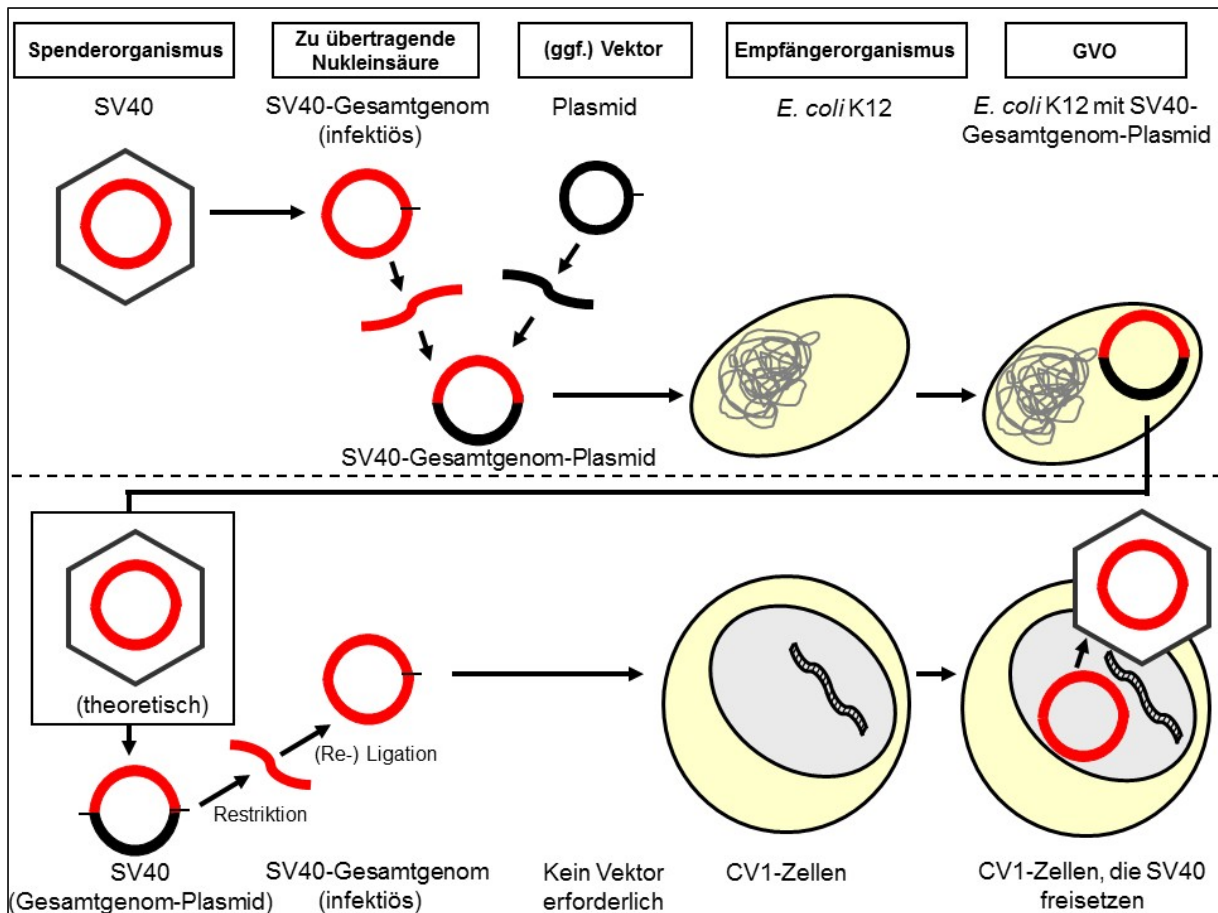 Spenderorganismus
Zu übertragende
Nukleinsäure
(ggf.) Vektor
Empfängerorganismus
GVO
SV40
SV40-Gesamtgenom
(infektiös)
Plasmid
E. coli K12
E. coli K12 mit SV40-
Gesamtgenom-Plasmid
SV40-Gesamtgenom-Plasmid
(theoretisch)
(Re-) Ligation
Restriktion
SV40
(Gesamtgenom-Plasmid)
SV40-Gesamtgenom
(infektiös)
Kein Vektor
erforderlich
CV1-Zellen
CV1-Zellen, die SV40
freisetzen